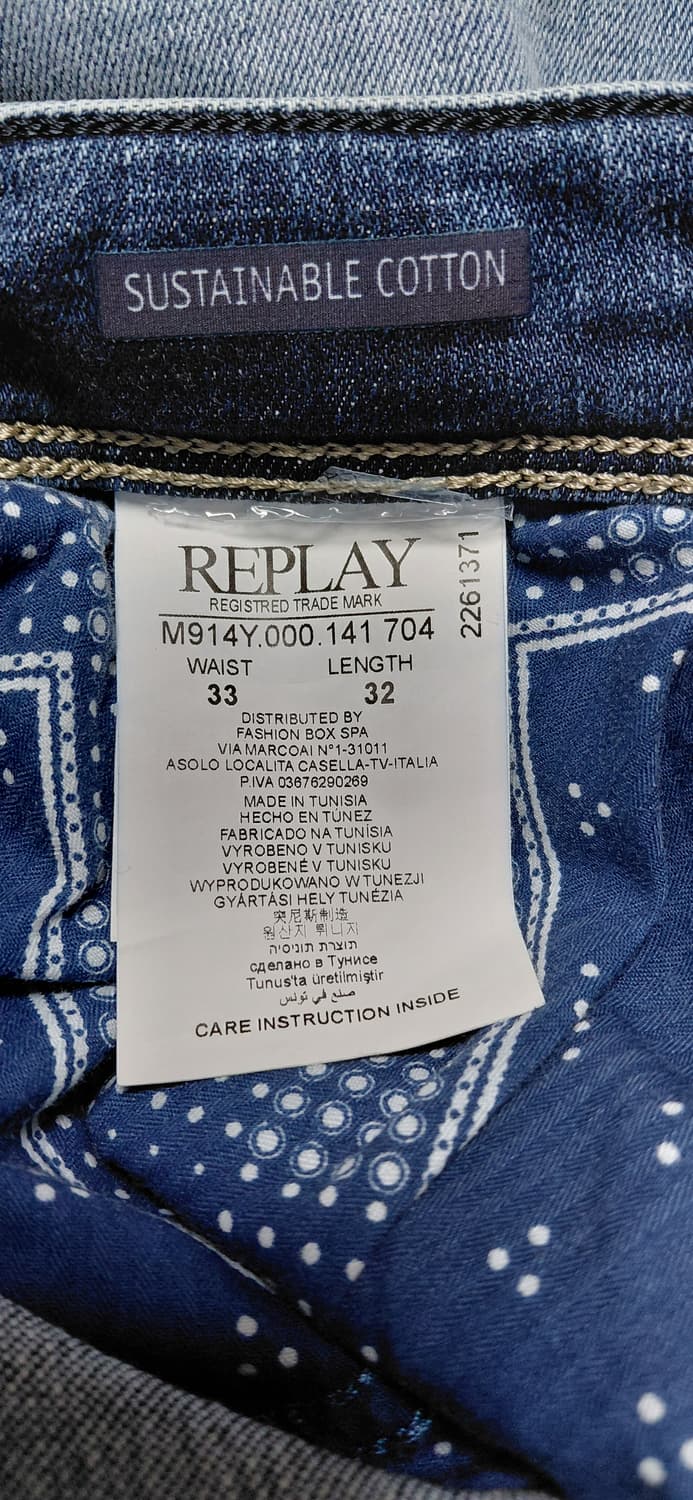 SUSTAINABLE COTTON
REPLAY
REGISTRED TRADE MARK
2261371
M914Y.000.141 704
WAIST LENGTH
33 32
DISTRIBUTED BY
FASHION BOX SPA
VIA MARCOAI N°1-31011
ASOLO LOCALITA CASELLA-TV-ITALIA
P.IVA 03676290269
MADE IN TUNISIA
HECHO EN TÚNEZ
FABRICADO NA TUNÍSIA
VYROBENO V TUNISKU
VYROBENÉ V TUNISKU
WYPRODUKOWANO W TUNEZJI
GYÁRTÁSI HELY TUNÉZIA
突尼斯制造
원산지 튀니지
תוצרת תוניסיה
сделано в Тунисе
Tunus'ta üretilmiştir
صنع في تونس
CARE INSTRUCTION INSIDE